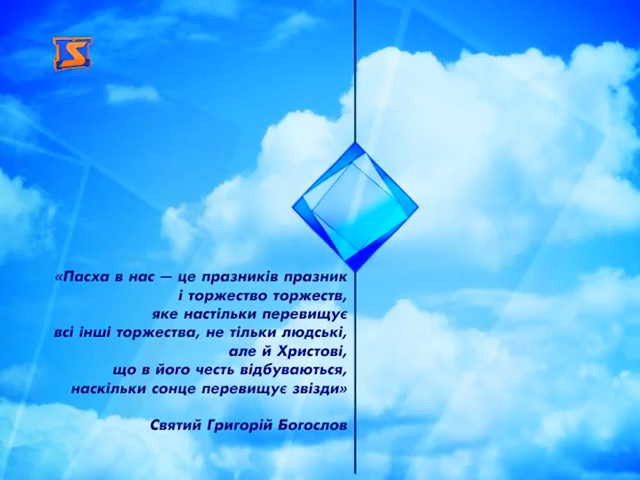 S
«Пасха в нас — це празників празник
і торжество торжеств,
яке настільки перевищує
всі інші торжества, не тільки людські,
але й Христові,
що в його честь відбуваються,
наскільки сонце перевищує звізди»
Святий Григорій Богослов